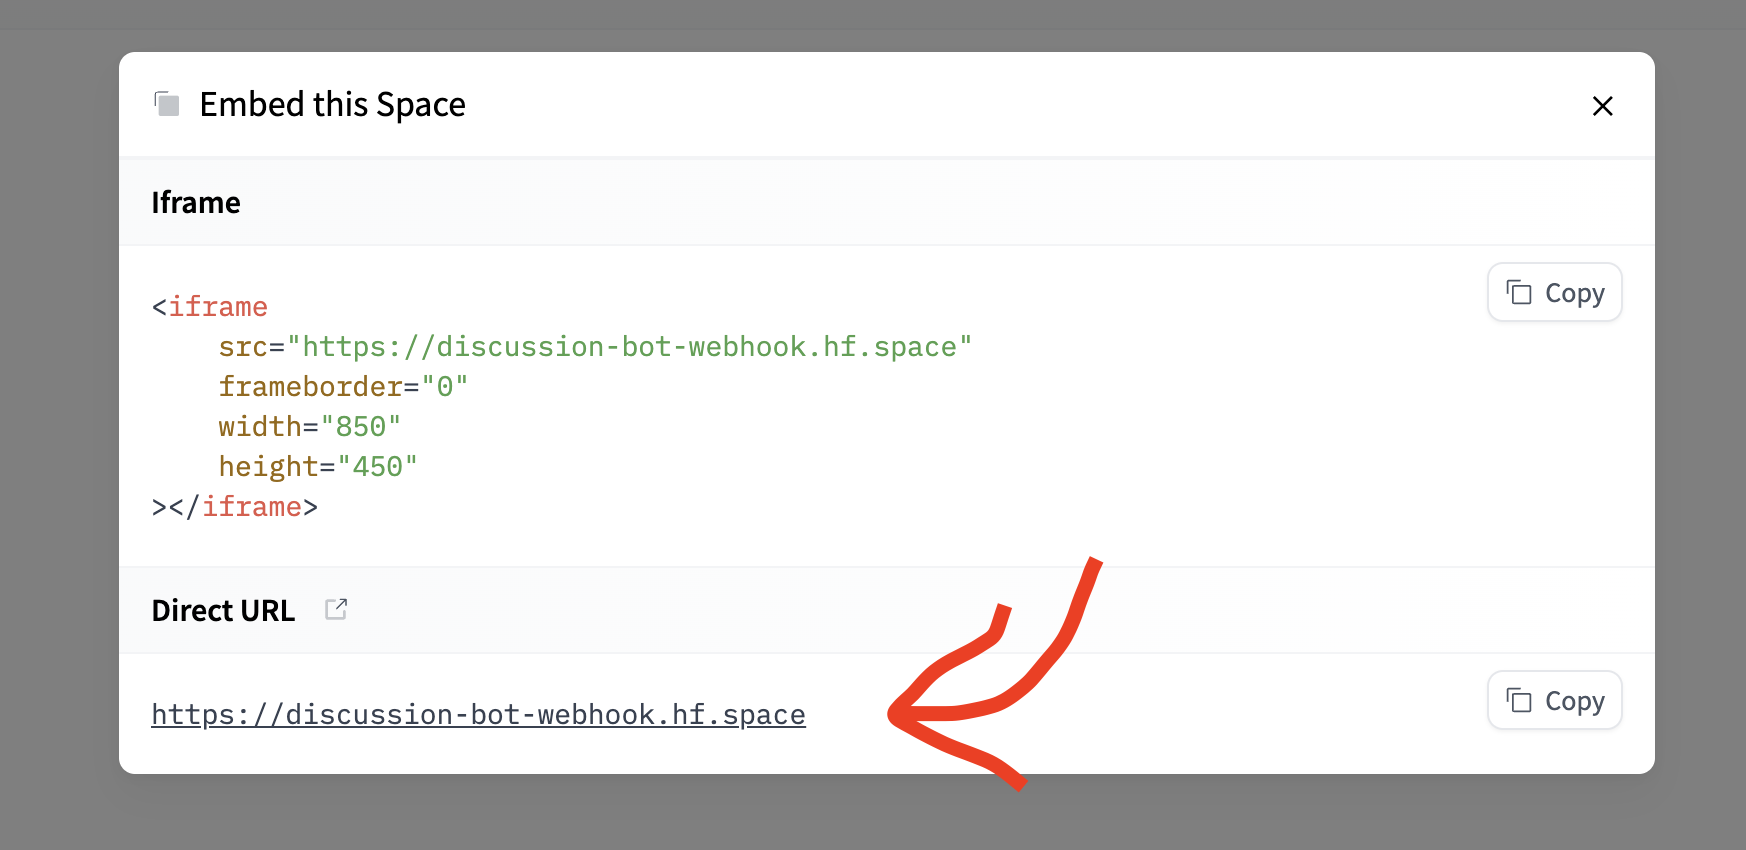 Embed this Space
Iframe
Copy
<iframe
    src="https://discussion-bot-webhook.hf.space"
    frameborder="0"
    width="850"
    height="450"
></iframe>
Direct URL
https://discussion-bot-webhook.hf.space
Copy